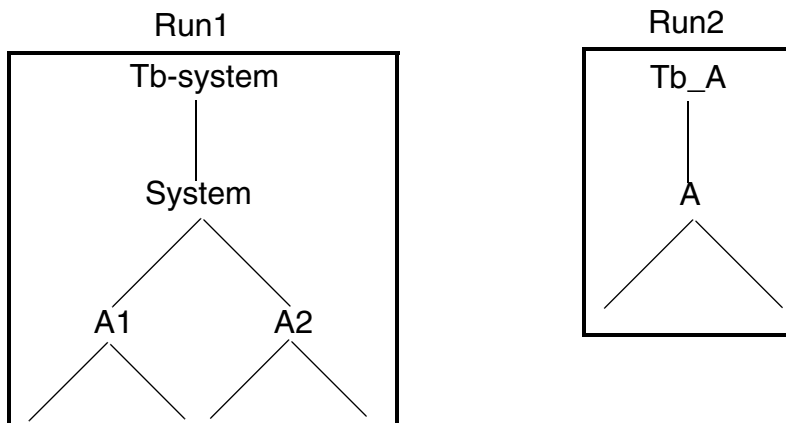 Run1
Run2
Tb-system
Tb_A
System
A
A1
A2